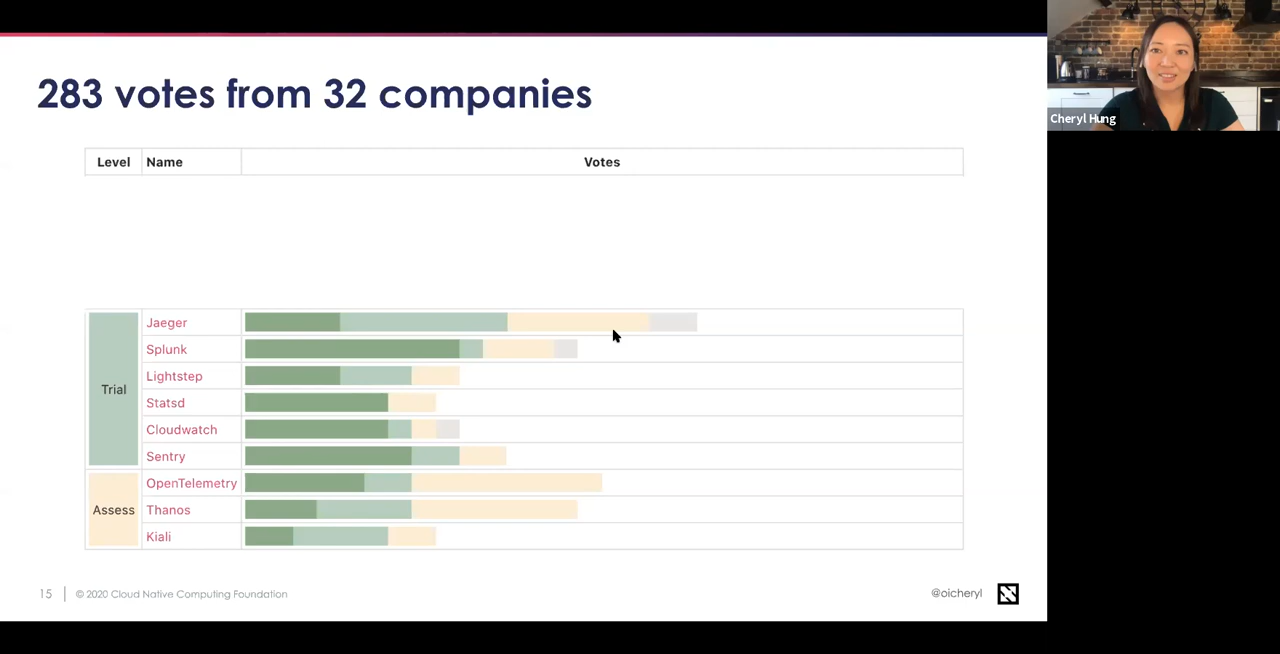 283 votes from 32 companies
Cheryl Hung
Level Name Votes
Trial
Jaeger
Splunk
Lightstep
Statsd
Cloudwatch
Sentry
Assess
OpenTelemetry
Thanos
Kiali
15 © 2020 Cloud Native Computing Foundation @oicheryl